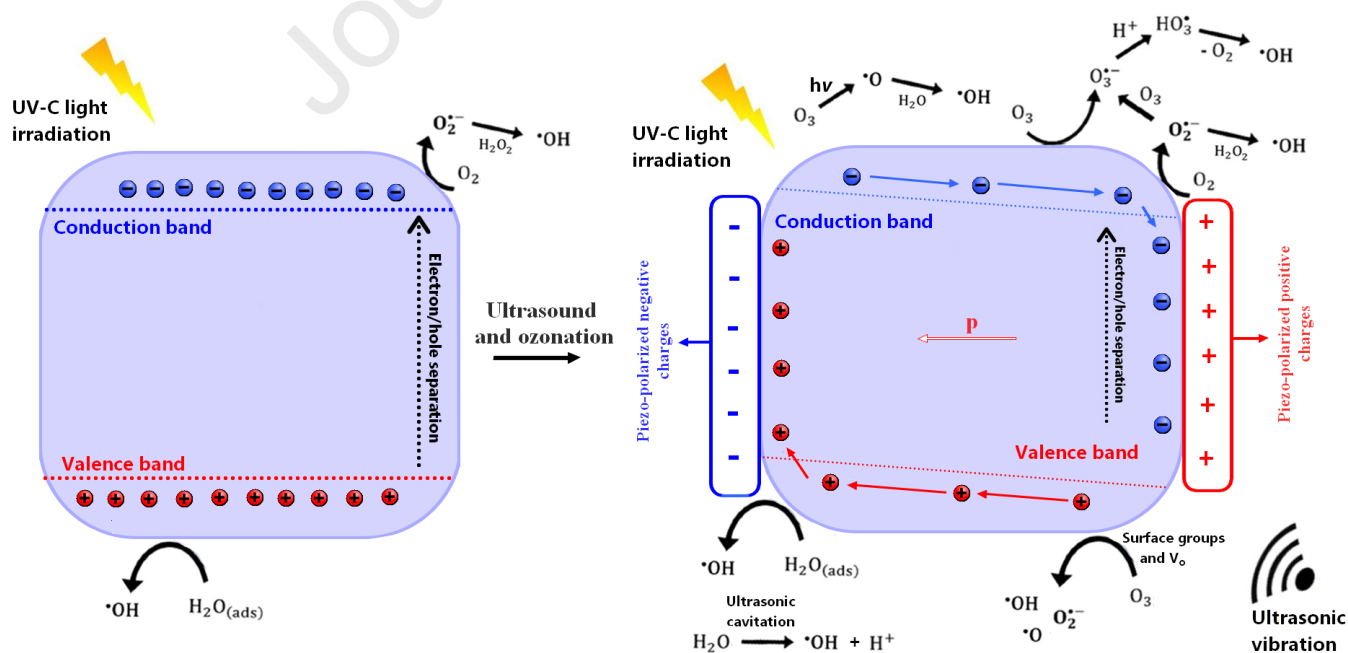 Jou
UV-C light
irradiation
O₂•⁻
H₂O₂
•OH
O₂
Conduction band
Electron/hole separation
Valence band
•OH
H₂O(ads)
Ultrasound
and ozonation
UV-C light
irradiation
O₃
hv
•O
H₂O
•OH
O₃
O₃•⁻
H⁺
HO₃•
- O₂
•OH
O₃
O₂•⁻
H₂O₂
•OH
O₂
Conduction band
Piezo-polarized negative
charges
- - - - - -
p
Electron/hole separation
+ + + + + +
Piezo-polarized positive
charges
Valence band
•OH
H₂O(ads)
Ultrasonic
cavitation
H₂O
•OH + H⁺
Surface groups
and Vₒ
O₃
•OH
O₂•⁻
•O
Ultrasonic
vibration